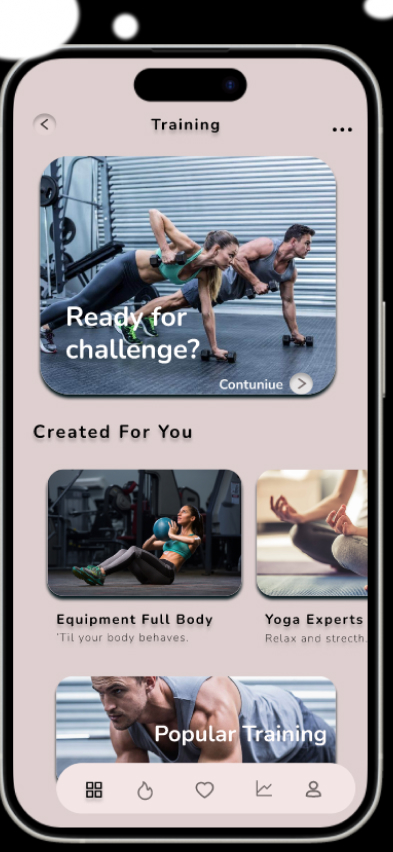 Training
Ready for
challenge?
Contuniue
Created For You
Equipment Full Body
'Til your body behaves.
Yoga Experts
Relax and strecth.
Popular Training